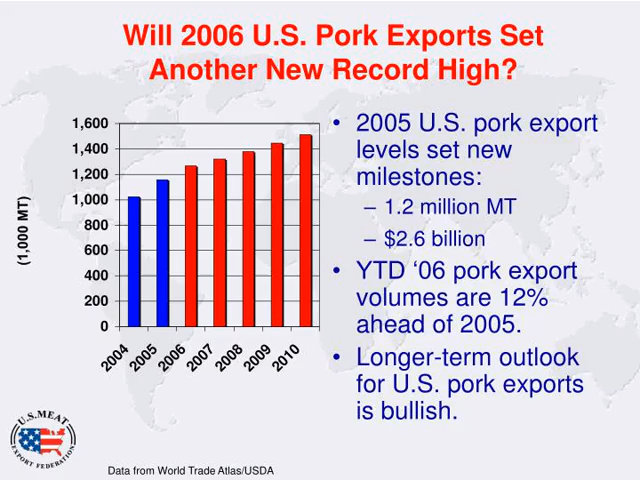 Will 2006 U.S. Pork Exports Set
Another New Record High?
(1,000 MT)
1,600
1,400
1,200
1,000
800
600
400
200
0
2004
2005
2006
2007
2008
2009
2010
• 2005 U.S. pork export
levels set new
milestones:
– 1.2 million MT
– $2.6 billion
• YTD ‘06 pork export
volumes are 12%
ahead of 2005.
• Longer-term outlook
for U.S. pork exports
is bullish.
U.S. MEAT
EXPORT FEDERATION
Data from World Trade Atlas/USDA